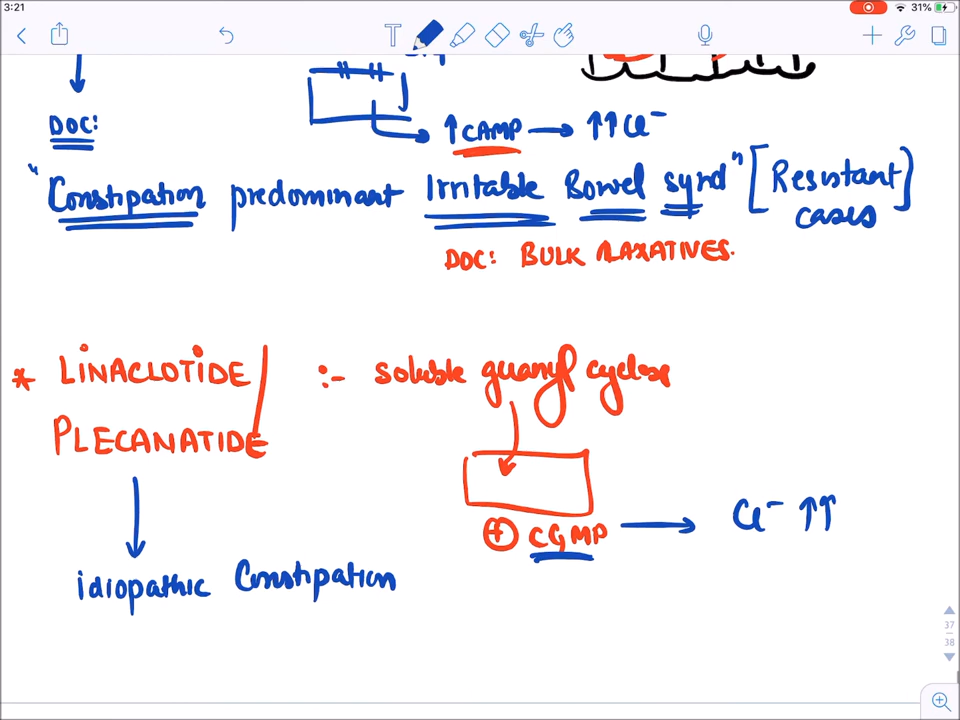 3:21
31%
T
DOC:
↑CAMP → ↑↑Cl⁻
"Constipation predominant Irritable Bowel synd" [Resistant cases]
DOC: BULK LAXATIVES.
* LINACLOTIDE / :- soluble guanyl cyclase
PLECANATIDE
⊕ CGMP → Cl⁻ ↑↑
idiopathic Constipation
37
38